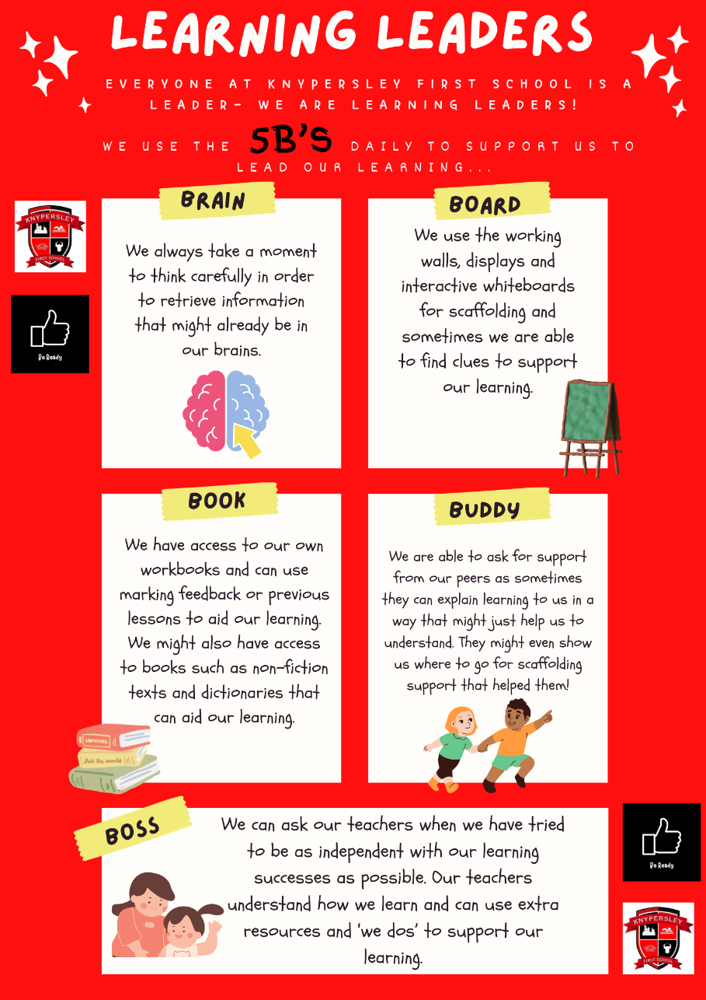 LEARNING LEADERS
EVERYONE AT KNYPERSLEY FIRST SCHOOL IS A
LEADER- WE ARE LEARNING LEADERS!
WE USE THE 5B'S DAILY TO SUPPORT US TO
LEAD OUR LEARNING...
KNYPERSLEY
FIRST SCHOOL
Be Ready
BRAIN
We always take a moment
to think carefully in order
to retrieve information
that might already be in
our brains.
BOARD
We use the working
walls, displays and
interactive whiteboards
for scaffolding and
sometimes we are able
to find clues to support
our learning.
BOOK
We have access to our own
workbooks and can use
marking feedback or previous
lessons to aid our learning.
We might also have access
to books such as non-fiction
texts and dictionaries that
can aid our learning.
BUDDY
We are able to ask for support
from our peers as sometimes
they can explain learning to us in a
way that might just help us to
understand. They might even show
us where to go for scaffolding
support that helped them!
BOSS
We can ask our teachers when we have tried
to be as independent with our learning
successes as possible. Our teachers
understand how we learn and can use extra
resources and 'we dos' to support our
learning.
Be Ready
KNYPERSLEY
FIRST SCHOOL